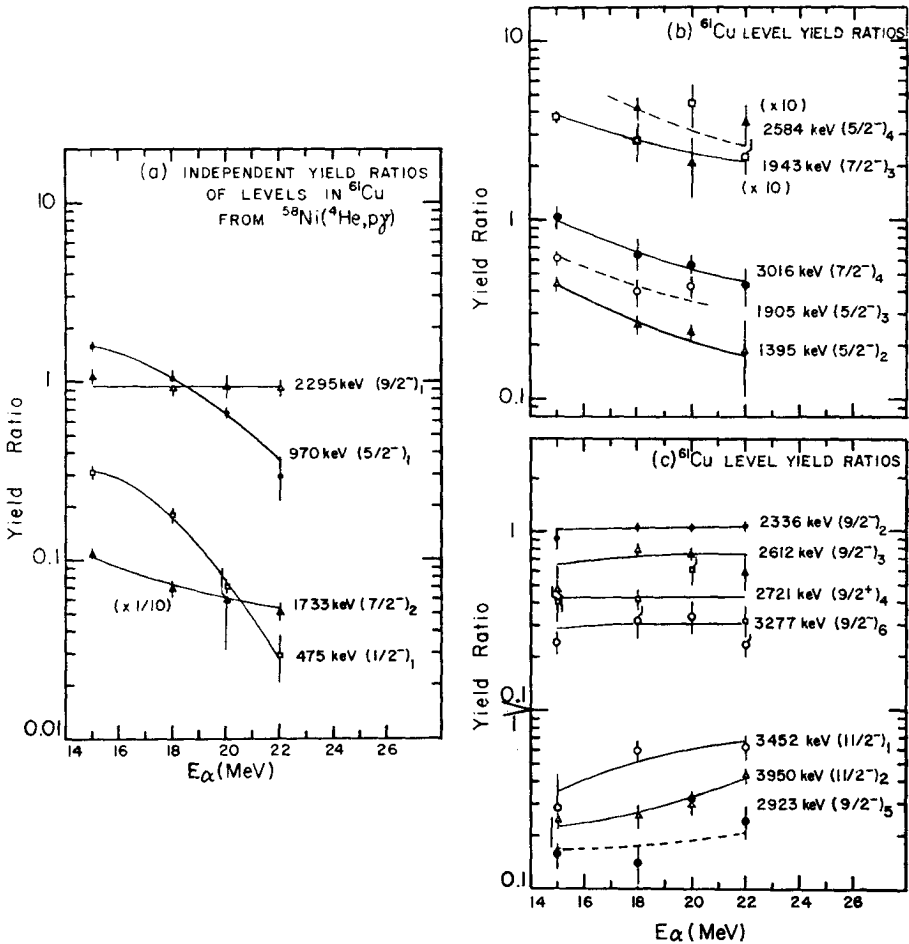 (a) INDEPENDENT YIELD RATIOS
OF LEVELS IN ⁶¹Cu
FROM ⁵⁸Ni(⁴He,pγ)
10
1
0.1
0.01
Yield Ratio
2295 keV (9/2⁻)₁
970 keV (5/2⁻)₁
(x 1/10)
1733 keV (7/2⁻)₂
475 keV (1/2⁻)₁
14 16 18 20 22 24 26
Eα(MeV)
(b) ⁶¹Cu LEVEL YIELD RATIOS
10
1
0.1
Yield Ratio
(x 10)
2584 keV (5/2⁻)₄
1943 keV (7/2⁻)₃
(x 10)
3016 keV (7/2⁻)₄
1905 keV (5/2⁻)₃
1395 keV (5/2⁻)₂
(c) ⁶¹Cu LEVEL YIELD RATIOS
1
0.1
1
0.1
Yield Ratio
2336 keV (9/2⁻)₂
2612 keV (9/2⁻)₃
2721 keV (9/2⁺)₄
3277 keV (9/2⁻)₆
3452 keV (11/2⁻)₁
3950 keV (11/2⁻)₂
2923 keV (9/2⁻)₅
14 16 18 20 22 24 26
Eα(MeV)